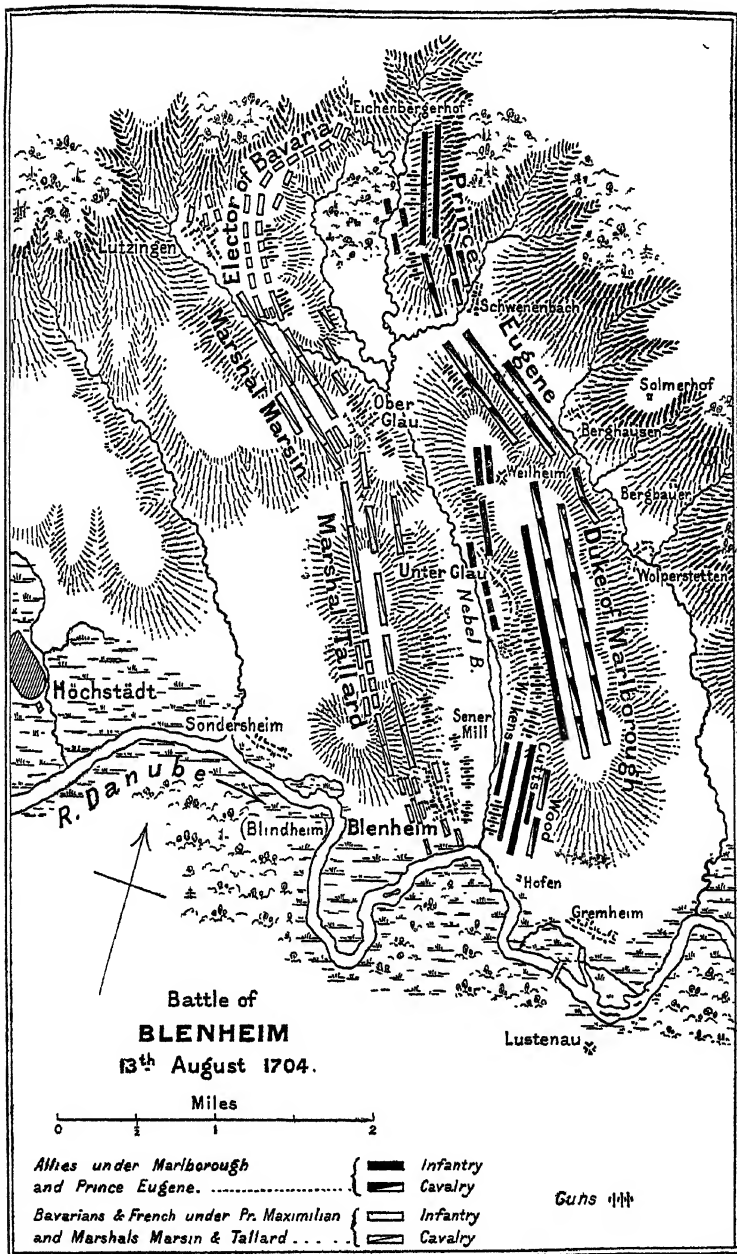 Eichenbergerhof
Elector of Bavaria
Prince Eugene
Lutzingen
Schwenenbach
Marshal Marsin
Ober
Glau
Solmerhof
Berghausen
Weilheim
Bergbauer
Duke of Marlborough
Wolperstetten
Marshal Tallard
Unter Glau
Nebel B.
Höchstädt
Sondersheim
Sener
Mill
Wilkens
Cutts
Wood
R. Danube
(Blindheim)
Blenheim
Hofen
Gremheim
Battle of
BLENHEIM
13th August 1704.
Lustenau
Miles
0 ½ 1 2
Allies under Marlborough
and Prince Eugene.
Infantry
Cavalry
Guns
Bavarians & French under Pr. Maximilian
and Marshals Marsin & Tallard
Infantry
Cavalry